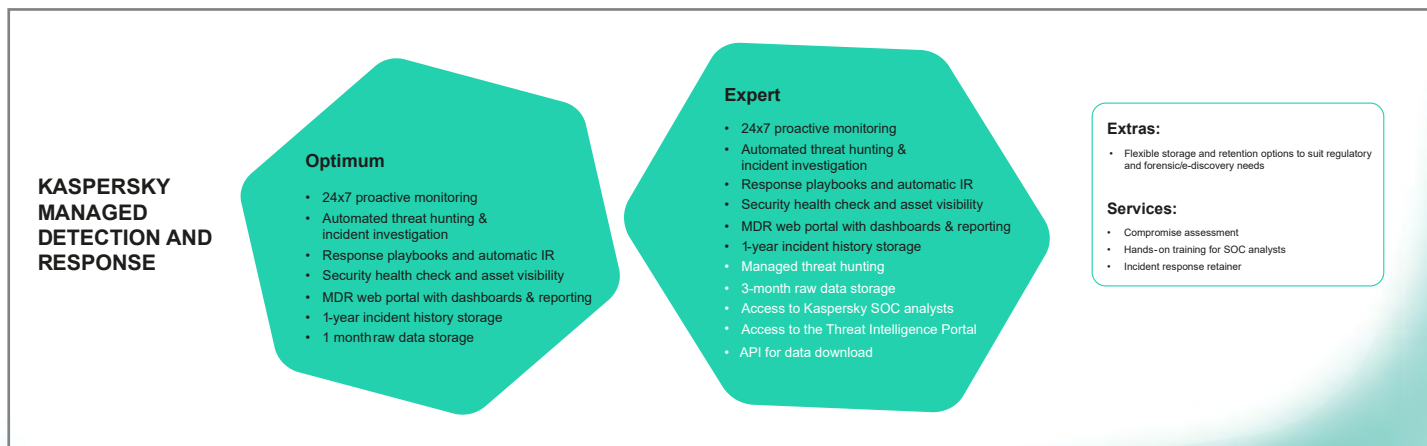 KASPERSKY
MANAGED
DETECTION AND
RESPONSE
Optimum
• 24x7 proactive monitoring
• Automated threat hunting &
incident investigation
• Response playbooks and automatic IR
• Security health check and asset visibility
• MDR web portal with dashboards & reporting
• 1-year incident history storage
• 1 month raw data storage
Expert
• 24x7 proactive monitoring
• Automated threat hunting &
incident investigation
• Response playbooks and automatic IR
• Security health check and asset visibility
• MDR web portal with dashboards & reporting
• 1-year incident history storage
• Managed threat hunting
• 3-month raw data storage
• Access to Kaspersky SOC analysts
• Access to the Threat Intelligence Portal
• API for data download
Extras:
• Flexible storage and retention options to suit regulatory
and forensic/e-discovery needs
Services:
• Compromise assessment
• Hands-on training for SOC analysts
• Incident response retainer